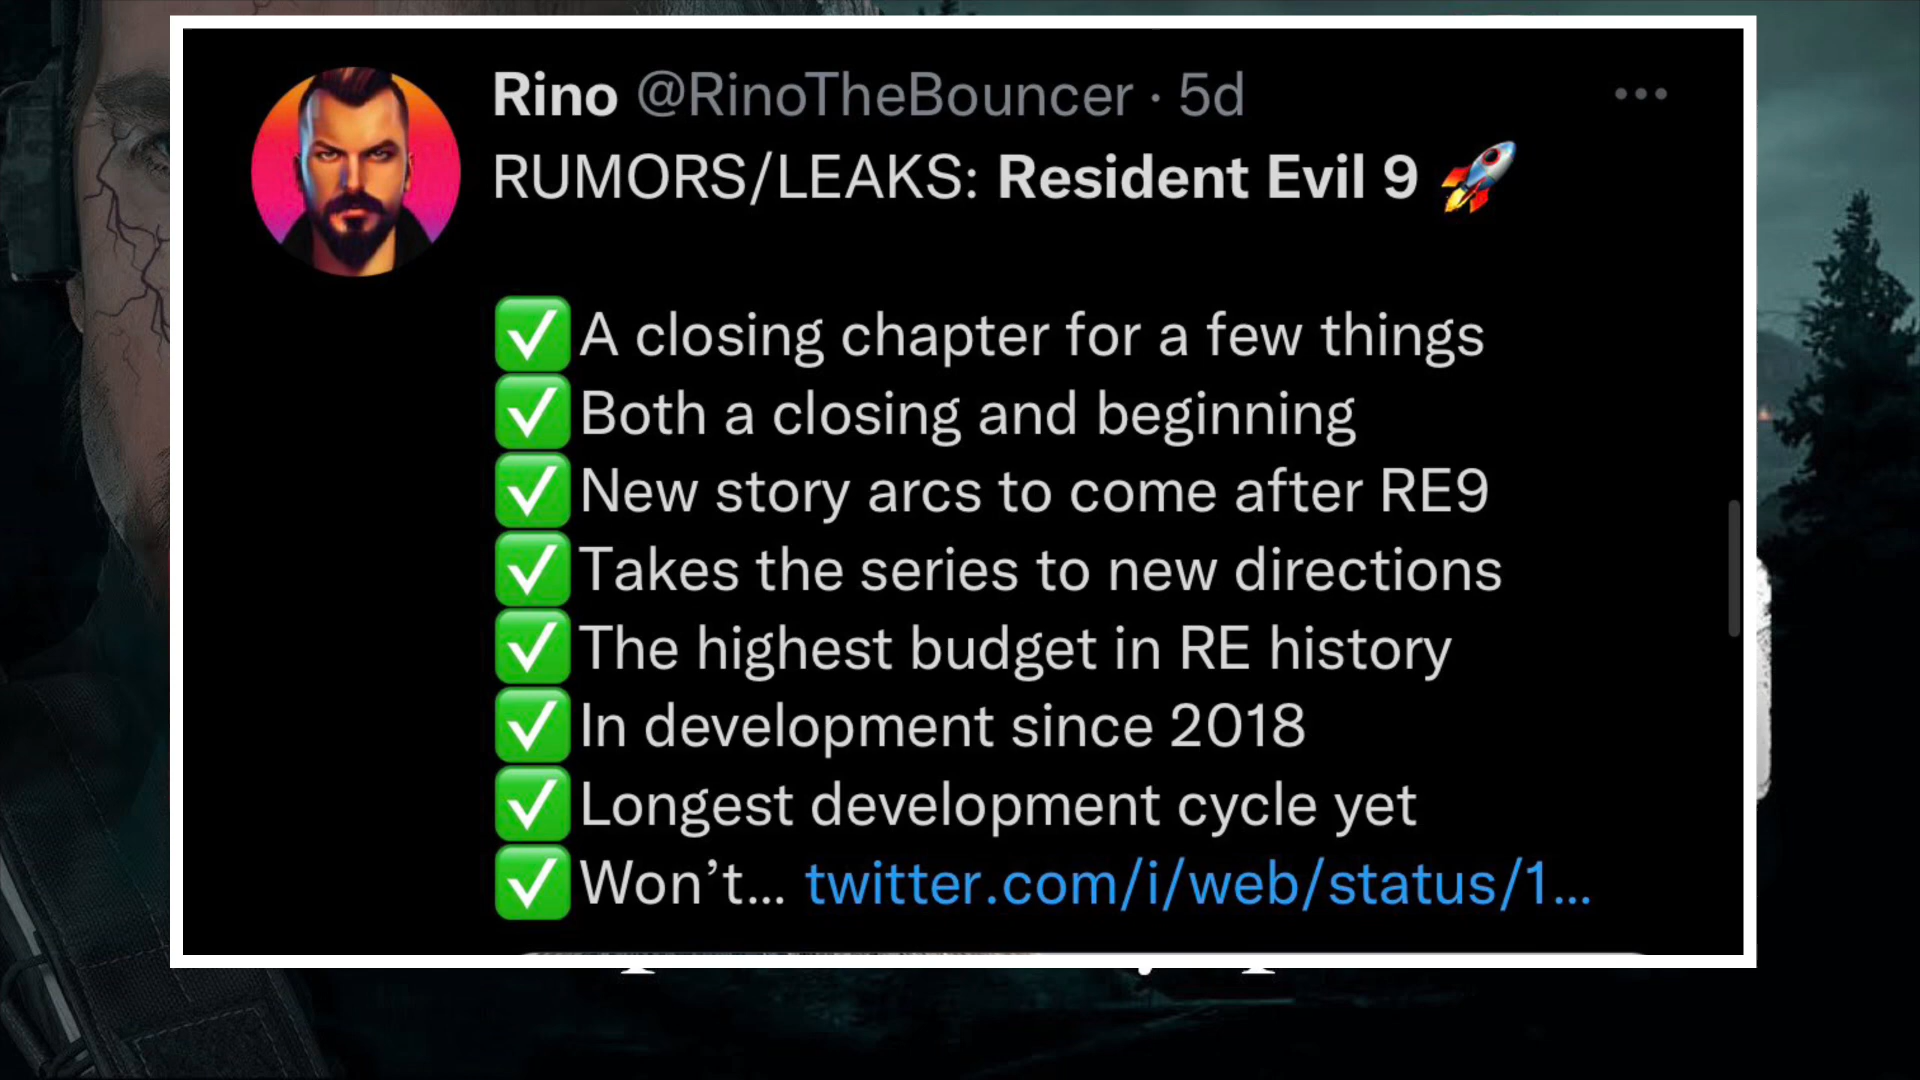 Rino @RinoTheBouncer · 5d
RUMORS/LEAKS: Resident Evil 9 🚀
✅A closing chapter for a few things
✅Both a closing and beginning
✅New story arcs to come after RE9
✅Takes the series to new directions
✅The highest budget in RE history
✅In development since 2018
✅Longest development cycle yet
✅Won’t... twitter.com/i/web/status/1...